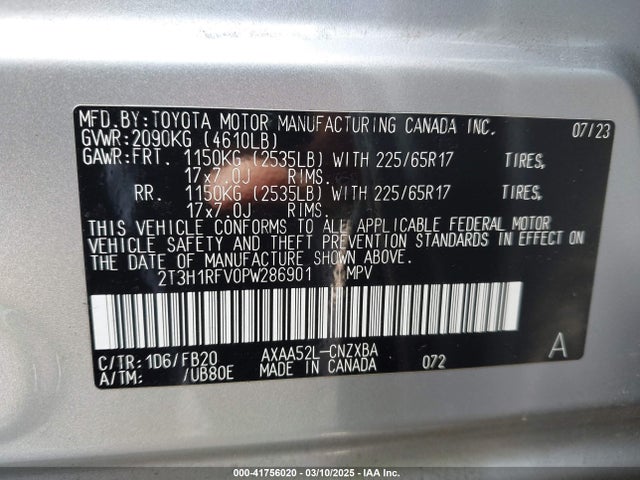 MFD.BY:TOYOTA MOTOR MANUFACTURING CANADA INC. 07/23
GVWR:2090KG (4610LB)
GAWR:FRT. 1150KG (2535LB) WITH 225/65R17 TIRES,
17x7.0J RIMS.
RR. 1150KG (2535LB) WITH 225/65R17 TIRES,
17x7.0J RIMS.
THIS VEHICLE CONFORMS TO ALL APPLICABLE FEDERAL MOTOR
VEHICLE SAFETY AND THEFT PREVENTION STANDARDS IN EFFECT ON
THE DATE OF MANUFACTURE SHOWN ABOVE.
2T3H1RFV0PW286901 MPV
C/TR: 1D6/FB20 AXAA52L-CNZXBA A
A/TM: /UB80E MADE IN CANADA 072
000-41756020 - 03/10/2025 - IAA Inc.